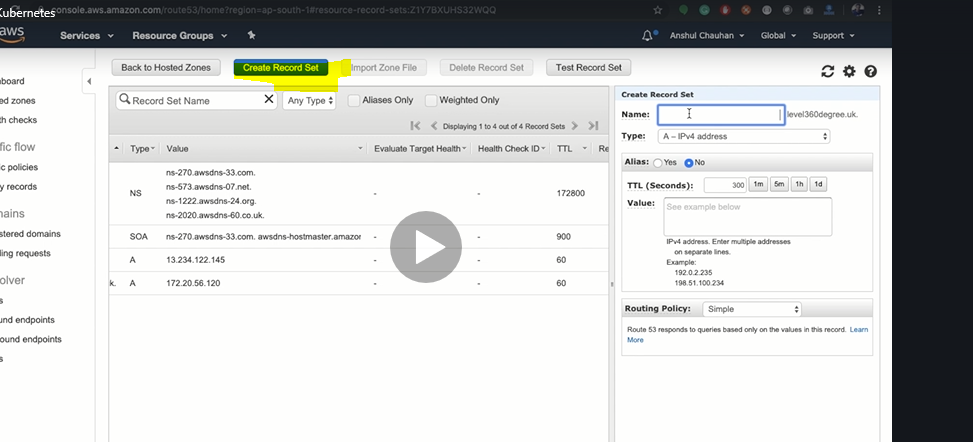 Kubernetes
console.aws.amazon.com/route53/home?region=ap-south-1#resource-record-sets:Z1Y7BXUHS32WQQ
aws
Services
Resource Groups
Anshul Chauhan
Global
Support
board
ed zones
th checks
fic flow
ic policies
y records
mains
stered domains
ding requests
olver
s
und endpoints
ound endpoints
s
Back to Hosted Zones
Create Record Set
Import Zone File
Delete Record Set
Test Record Set
Record Set Name
Any Type
Aliases Only
Weighted Only
Displaying 1 to 4 out of 4 Record Sets
Type Value Evaluate Target Health Health Check ID TTL Re
NS
ns-270.awsdns-33.com.
ns-573.awsdns-07.net.
ns-1222.awsdns-24.org.
ns-2020.awsdns-60.co.uk.
- - 172800
SOA ns-270.awsdns-33.com. awsdns-hostmaster.amazor - - 900
A 13.234.122.145 - - 60
k. A 172.20.56.120 - - 60
Create Record Set
Name: level360degree.uk.
Type: A – IPv4 address
Alias: Yes No
TTL (Seconds): 300 1m 5m 1h 1d
Value: See example below
IPv4 address. Enter multiple addresses
on separate lines.
Example:
192.0.2.235
198.51.100.234
Routing Policy: Simple
Route 53 responds to queries based only on the values in this record. Learn
More